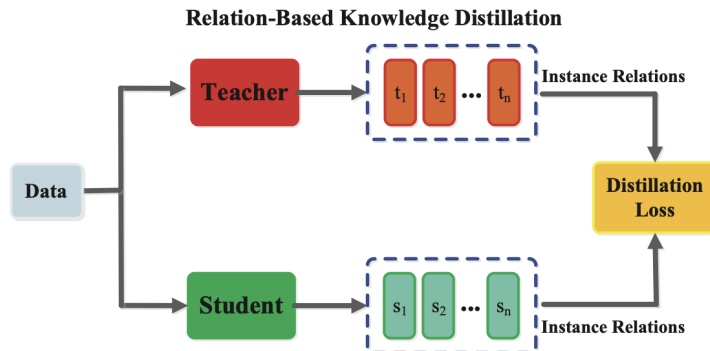 Relation-Based Knowledge Distillation
Teacher
t₁ t₂ ... tₙ
Instance Relations
Data
Distillation
Loss
Student
s₁ s₂ ... sₙ
Instance Relations